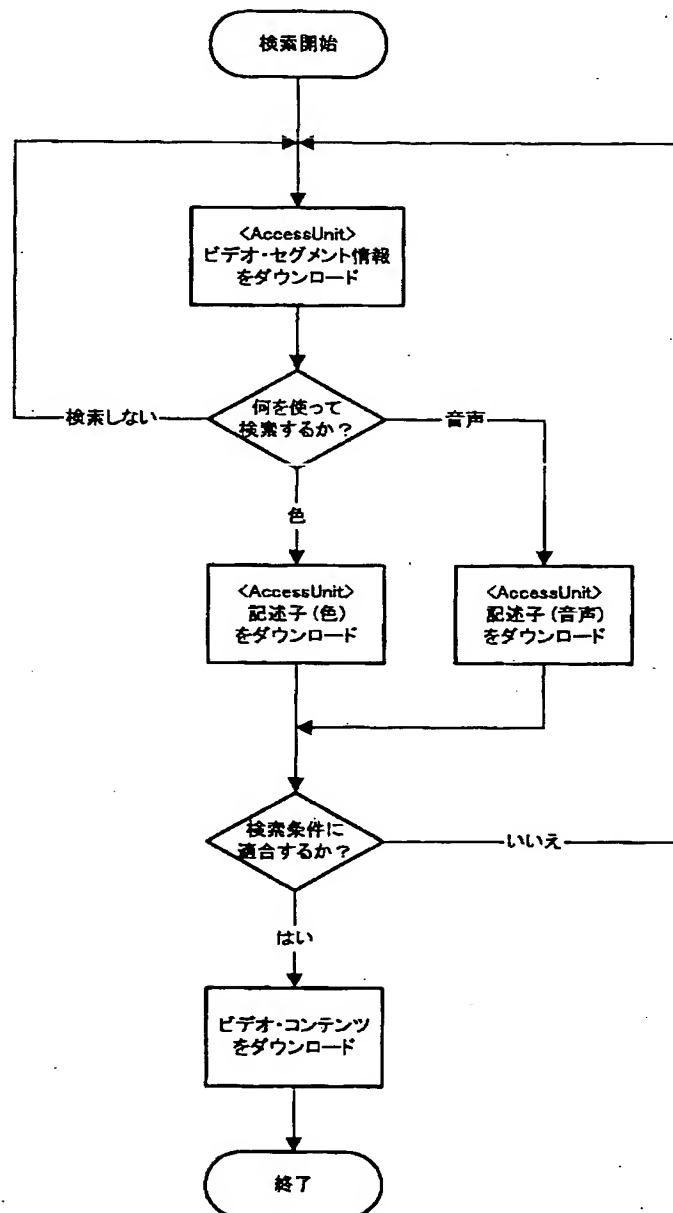 検索開始
<AccessUnit>
ビデオ・セグメント情報
をダウンロード
何を使って
検索するか？
検索しない
音声
色
<AccessUnit>
記述子(色)
をダウンロード
<AccessUnit>
記述子(音声)
をダウンロード
検索条件に
適合するか？
いいえ
はい
ビデオ・コンテンツ
をダウンロード
終了